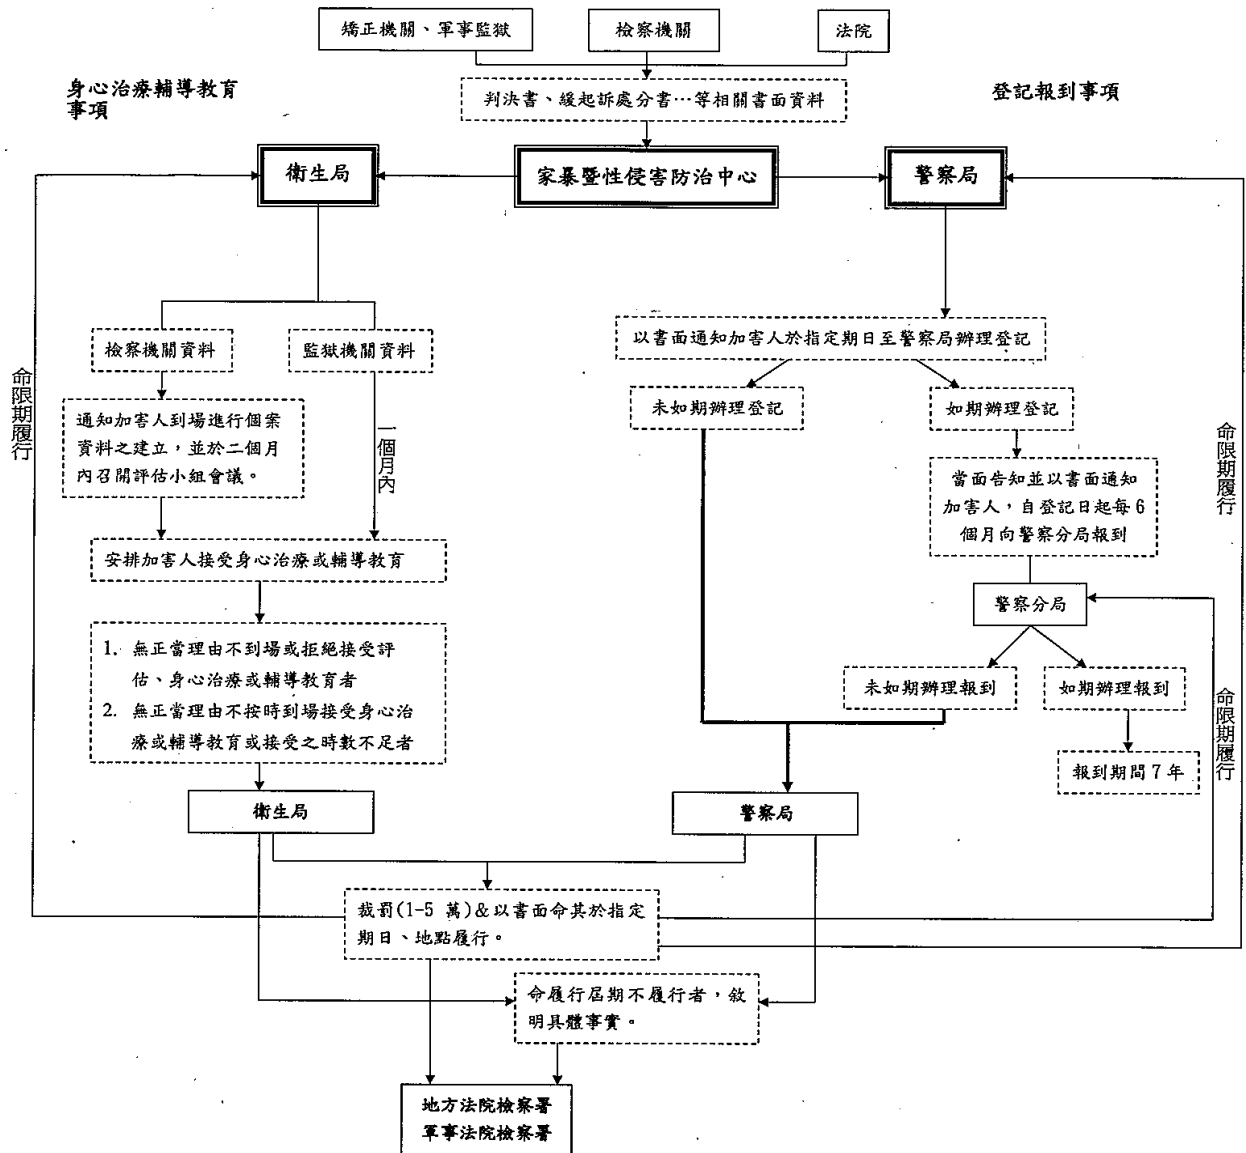 矯正機關、軍事監獄
檢察機關
法院
身心治療輔導教育
事項
判決書、緩起訴處分書…等相關書面資料
登記報到事項
衛生局
家暴暨性侵害防治中心
警察局
以書面通知加害人於指定期日至警察局辦理登記
檢察機關資料
監獄機關資料
命限期履行
通知加害人到場進行個案
資料之建立，並於二個月
內召開評估小組會議。
一個月內
未如期辦理登記
如期辦理登記
命限期履行
當面告知並以書面通知
加害人，自登記日起每6
個月向警察分局報到
安排加害人接受身心治療或輔導教育
警察分局
1. 無正當理由不到場或拒絕接受評
估、身心治療或輔導教育者
2. 無正當理由不按時到場接受身心治
療或輔導教育或接受之時數不足者
未如期辦理報到
如期辦理報到
命限期履行
報到期間7年
衛生局
警察局
裁罰(1-5 萬)&以書面命其於指定
期日、地點履行。
命履行屆期不履行者，敘
明具體事實。
地方法院檢察署
軍事法院檢察署